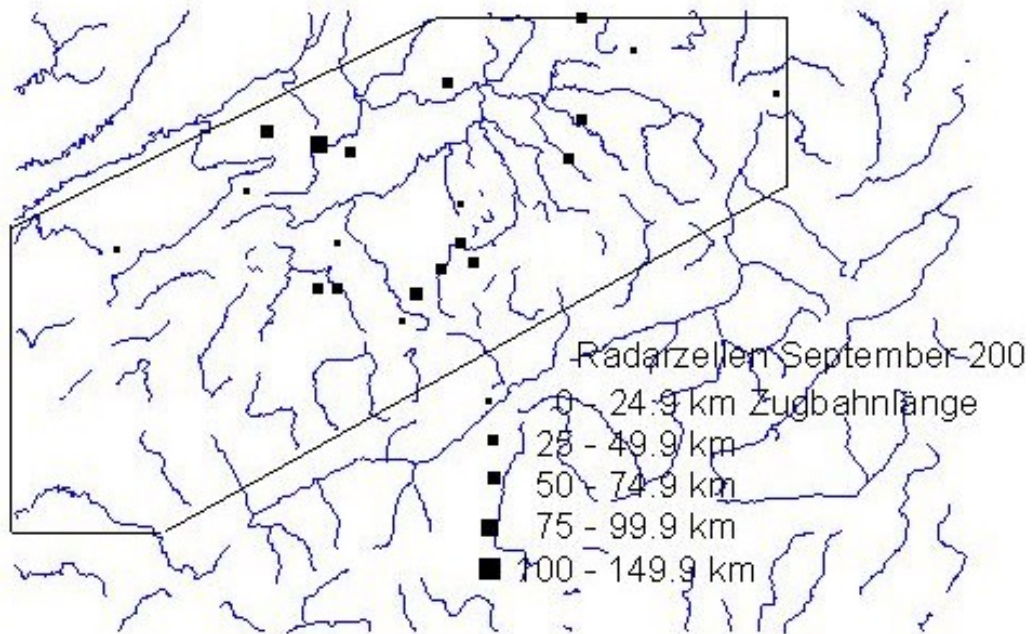 Radarzellen September 200
0 - 24.9 km Zugbahnlänge
25 - 49.9 km
50 - 74.9 km
75 - 99.9 km
100 - 149.9 km